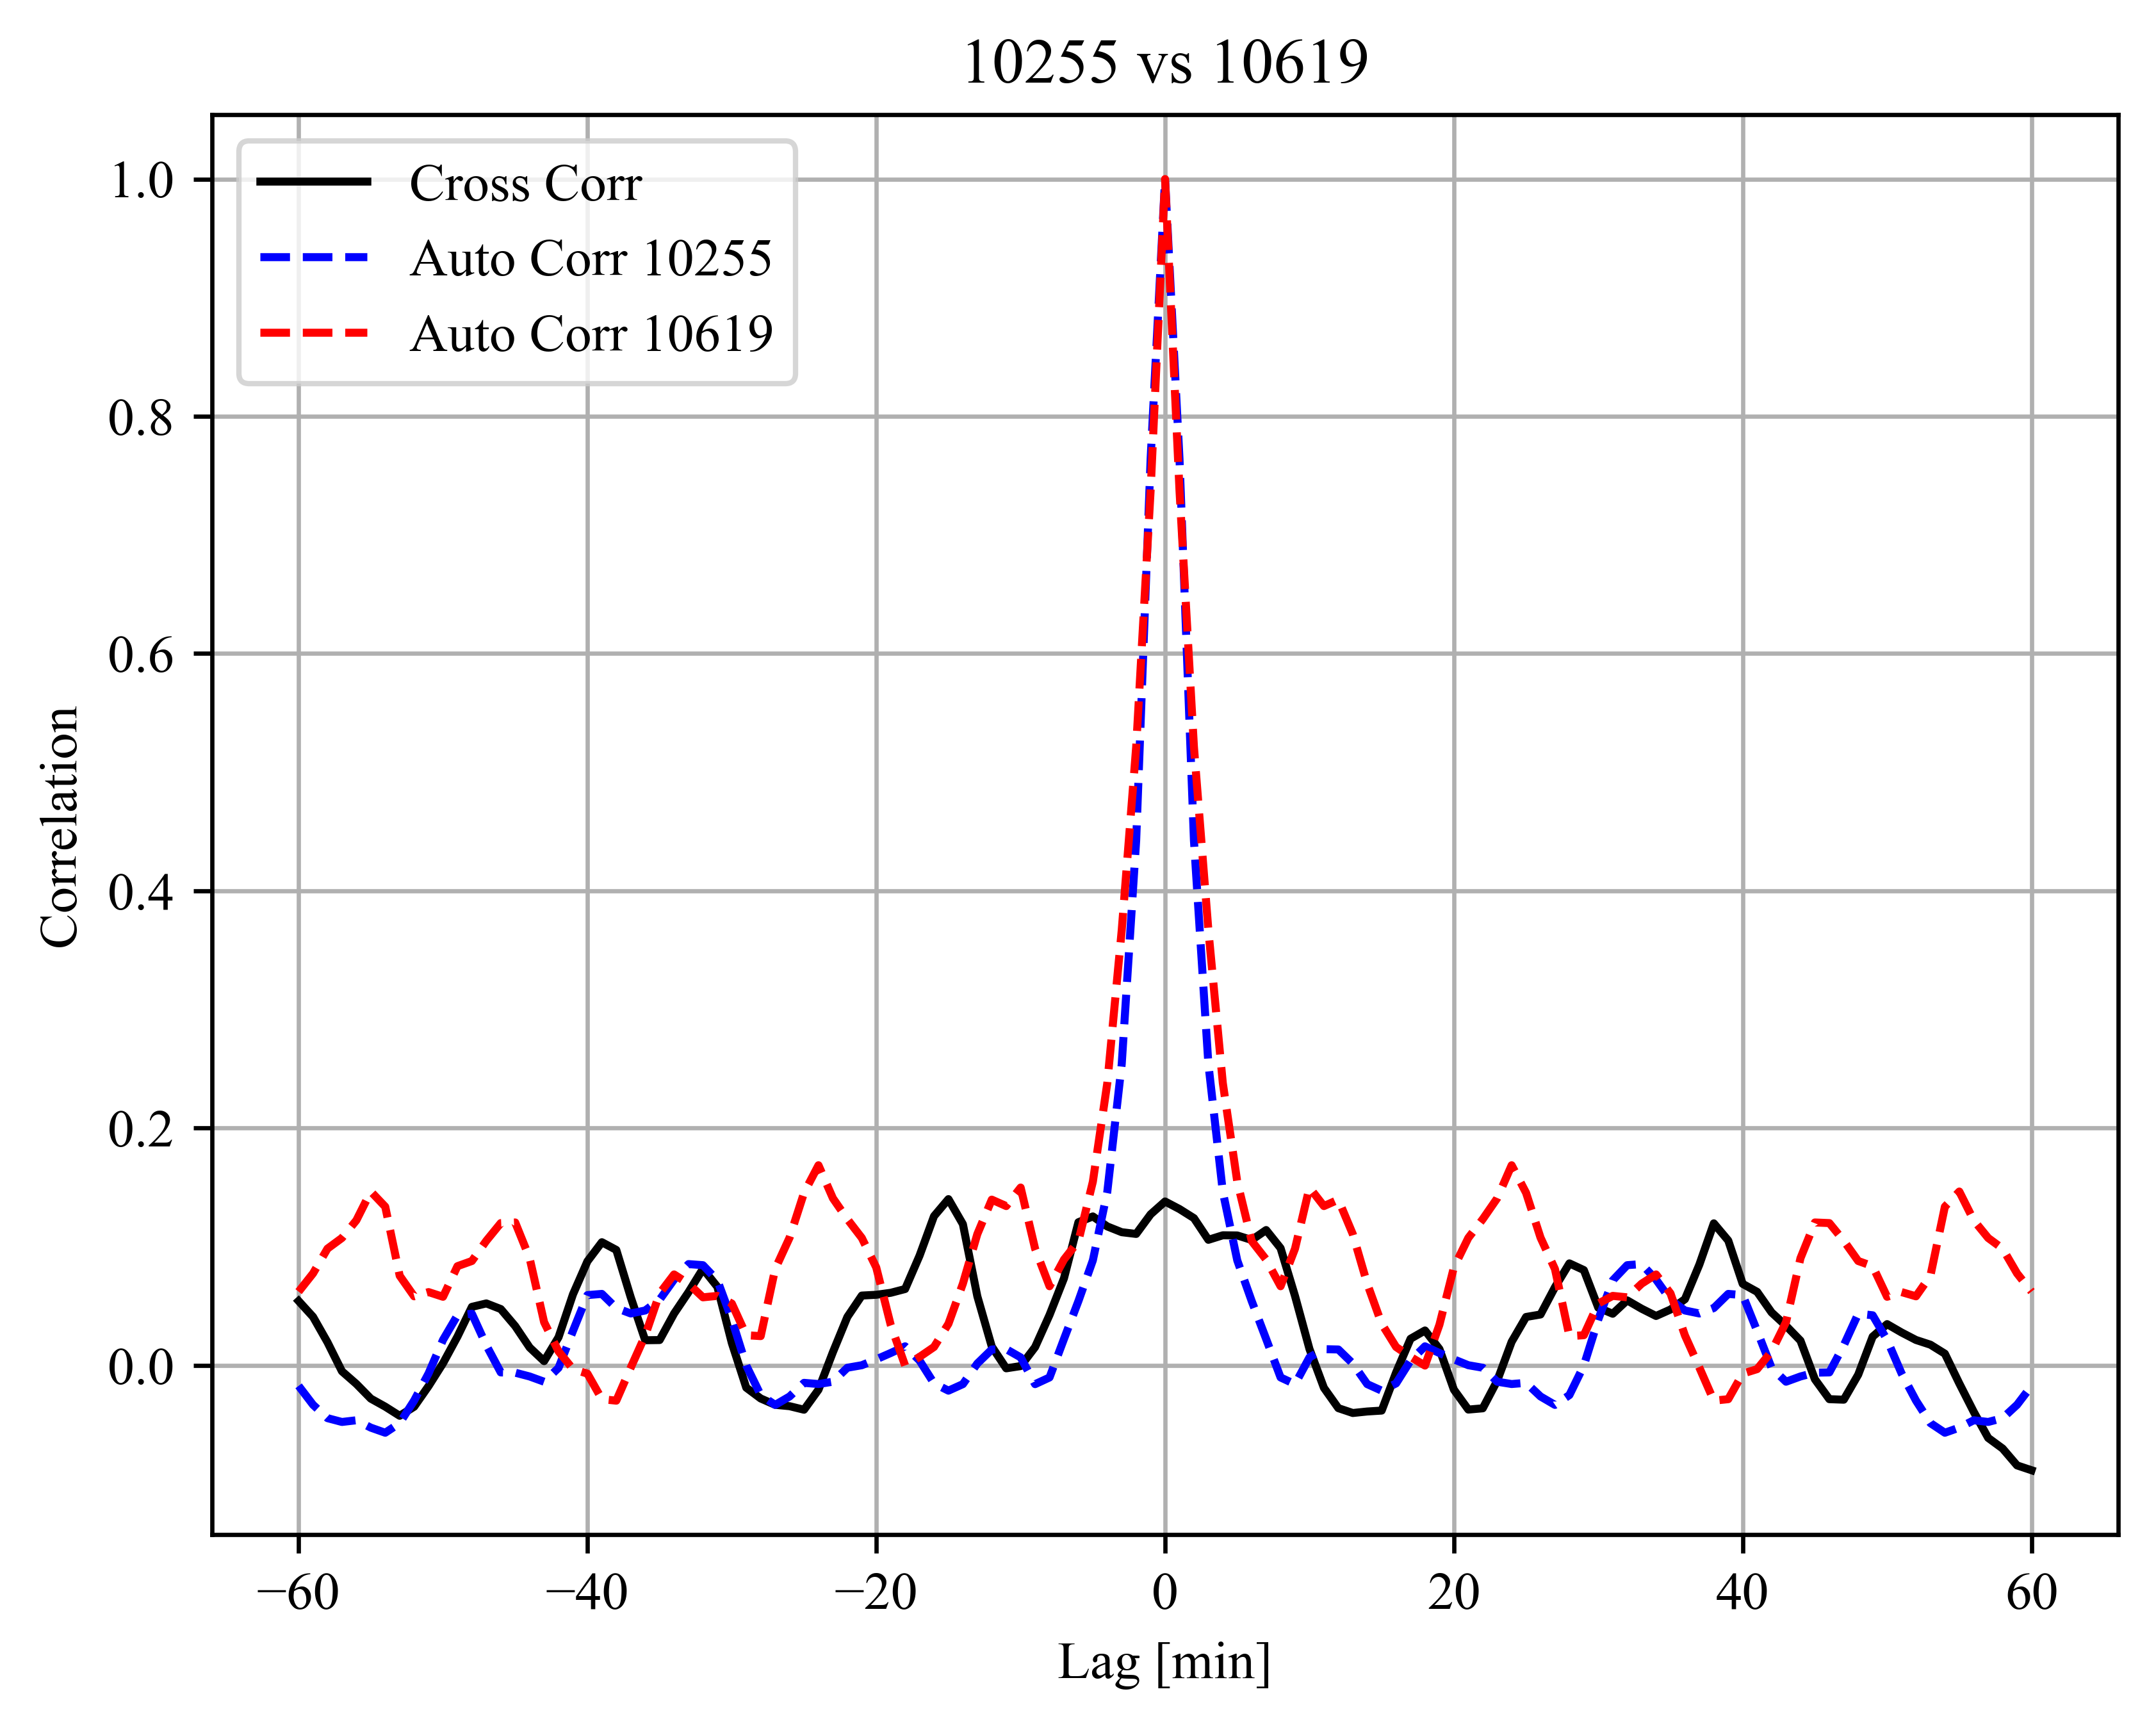 10255 vs 10619
Cross Corr
Auto Corr 10255
Auto Corr 10619
1.0
0.8
0.6
0.4
0.2
0.0
Correlation
−60 −40 −20 0 20 40 60
Lag [min]